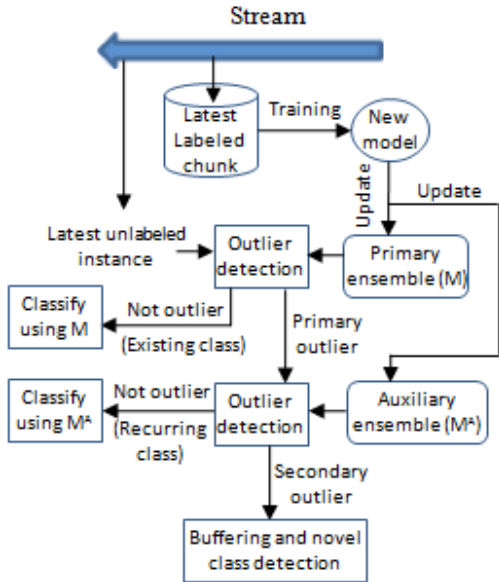 Stream
Latest
Labeled
chunk
Training
New
model
Update
Update
Latest unlabeled
instance
Outlier
detection
Primary
ensemble (M)
Classify
using M
Not outlier
(Existing class)
Primary
outlier
Classify
using Mᴬ
Not outlier
(Recurring
class)
Outlier
detection
Auxiliary
ensemble (Mᴬ)
Secondary
outlier
Buffering and novel
class detection